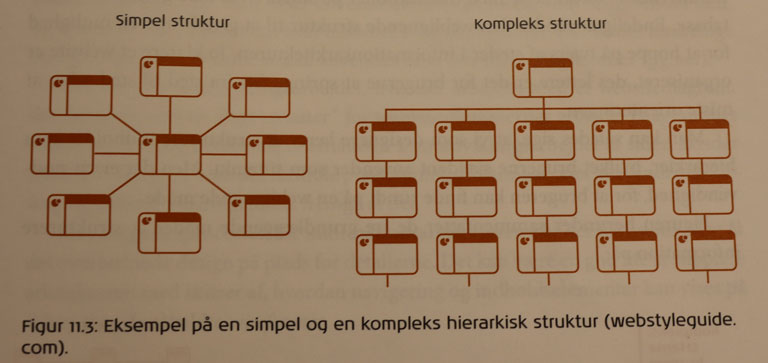 Simpel struktur
Kompleks struktur
Figur 11.3: Eksempel på en simpel og en kompleks hierarkisk struktur (webstyleguide.
com).